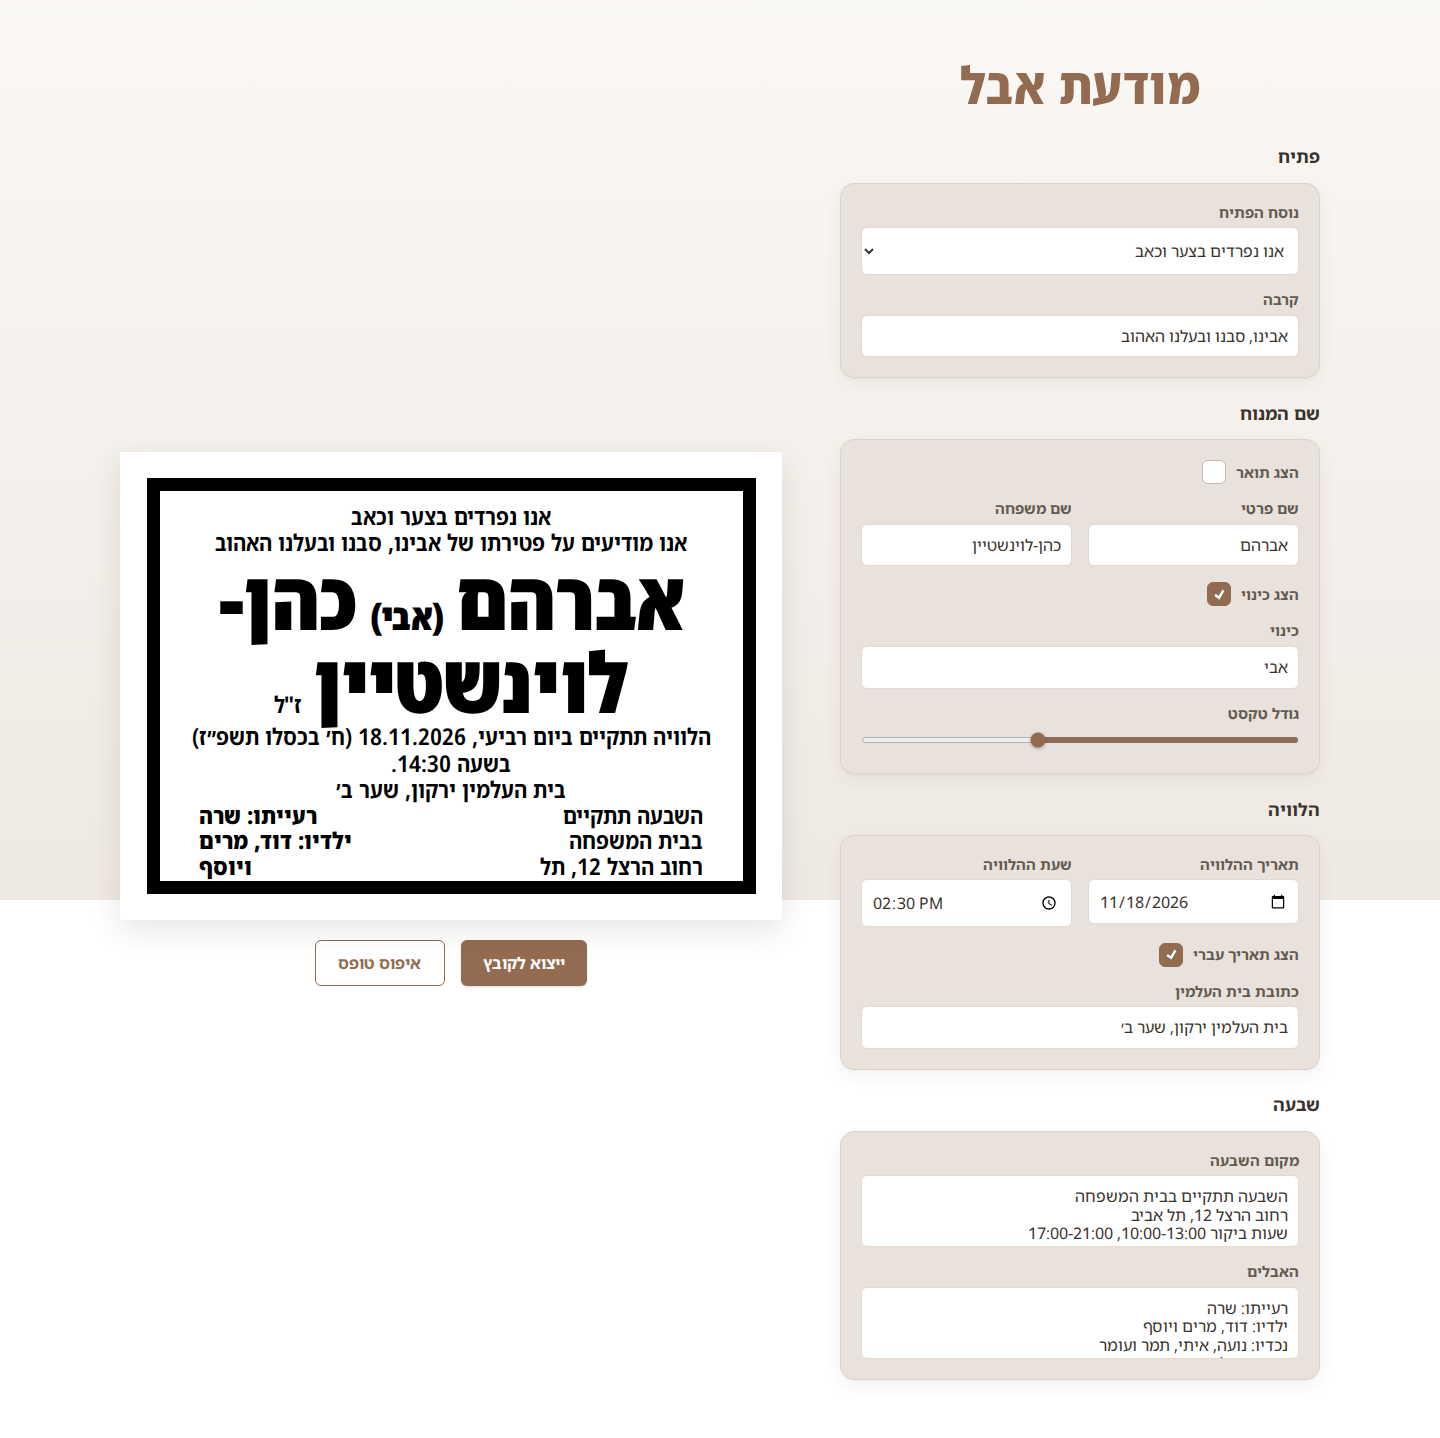 מודעת אבל
פתיח
נוסח הפתיח
אנו נפרדים בצער וכאב
קרבה
אבינו, סבנו ובעלנו האהוב
שם המנוח
הצג תואר
שם פרטי
שם משפחה
אברהם
כהן-לוינשטיין
הצג כינוי
כינוי
אבי
גודל טקסט
הלוויה
תאריך ההלוויה
שעת ההלוויה
11/18/2026
02:30 PM
הצג תאריך עברי
כתובת בית העלמין
בית העלמין ירקון, שער ב׳
שבעה
מקום השבעה
השבעה תתקיים בבית המשפחה
רחוב הרצל 12, תל אביב
שעות ביקור 10:00-13:00, 17:00-21:00
האבלים
רעייתו: שרה
ילדיו: דוד, מרים ויוסף
נכדיו: נועה, איתי, תמר ועומר
אנו נפרדים בצער וכאב
אנו מודיעים על פטירתו של אבינו, סבנו ובעלנו האהוב
אברהם (אבי) כהן-
לוינשטיין ז"ל
הלוויה תתקיים ביום רביעי, 18.11.2026 (ח׳ בכסלו תשפ״ז)
בשעה 14:30.
בית העלמין ירקון, שער ב׳
השבעה תתקיים
בבית המשפחה
רחוב הרצל 12, תל
רעייתו: שרה
ילדיו: דוד, מרים
ויוסף
ייצוא לקובץ
איפוס טופס